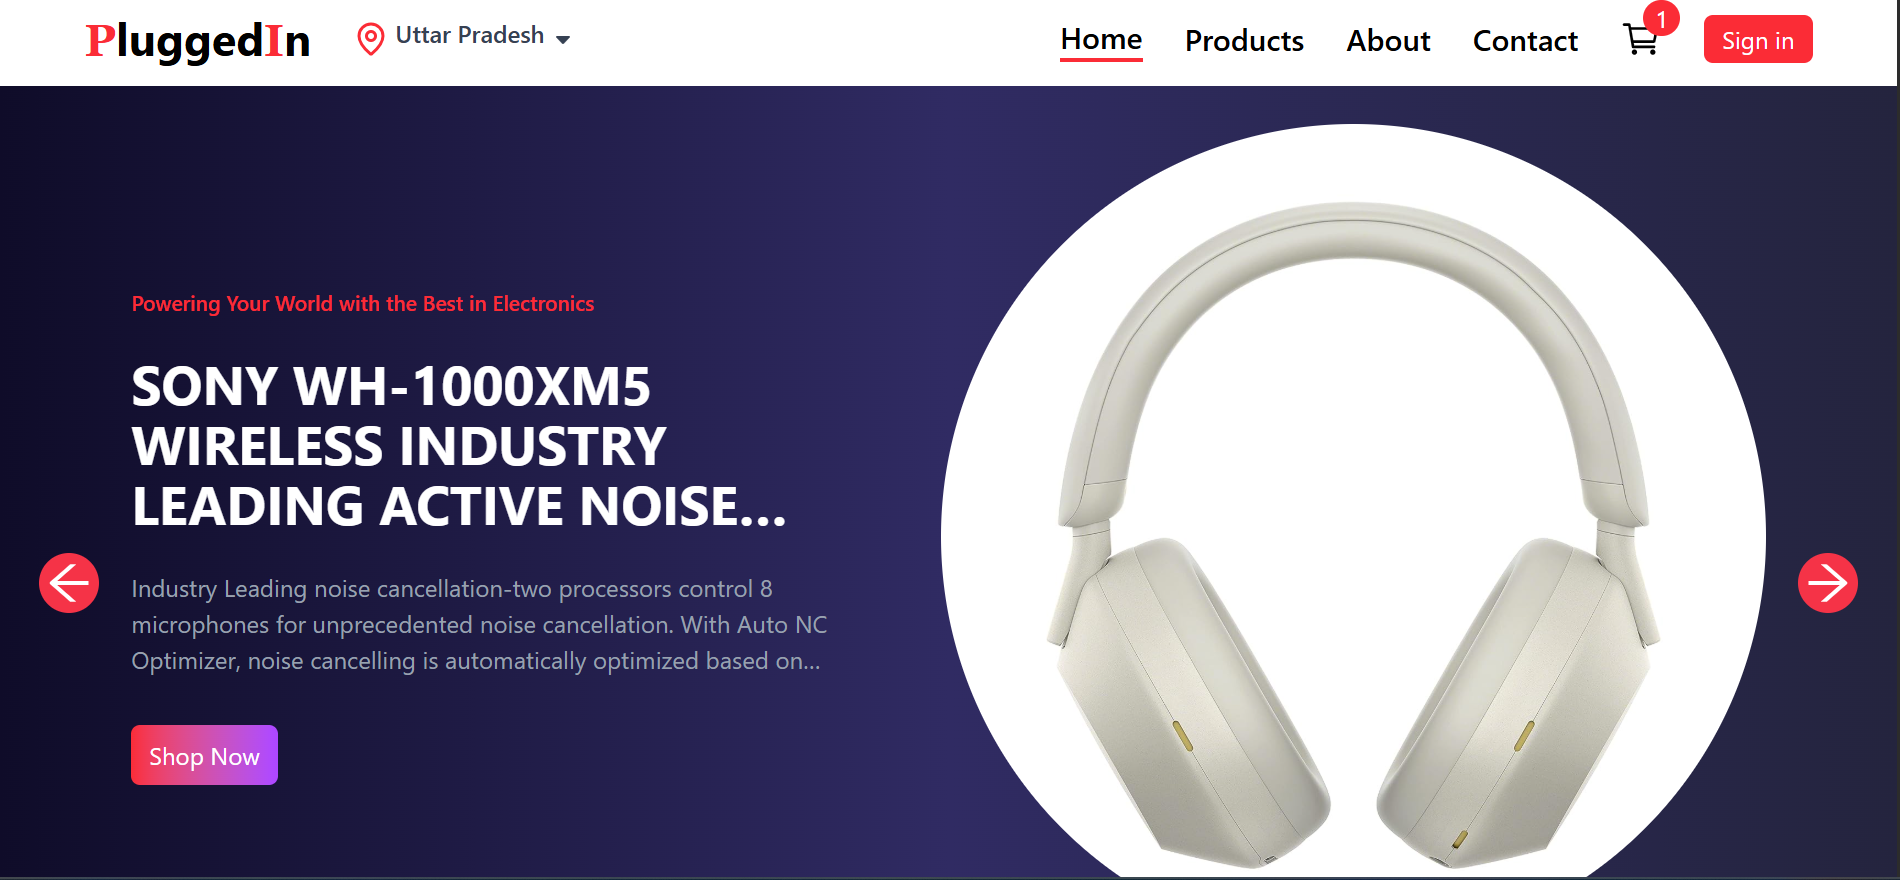 PluggedIn
Uttar Pradesh
Home
Products
About
Contact
1
Sign in
Powering Your World with the Best in Electronics
SONY WH-1000XM5
WIRELESS INDUSTRY
LEADING ACTIVE NOISE...
Industry Leading noise cancellation-two processors control 8
microphones for unprecedented noise cancellation. With Auto NC
Optimizer, noise cancelling is automatically optimized based on...
Shop Now